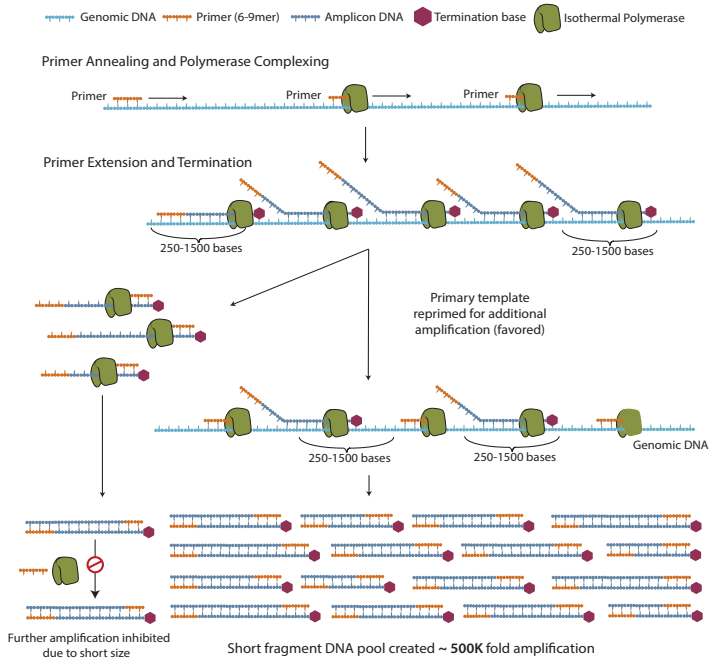 Genomic DNA
Primer (6-9mer)
Amplicon DNA
Termination base
Isothermal Polymerase
Primer Annealing and Polymerase Complexing
Primer
Primer
Primer
Primer Extension and Termination
250-1500 bases
250-1500 bases
Primary template
reprimed for additional
amplification (favored)
Genomic DNA
250-1500 bases
250-1500 bases
Further amplification inhibited
due to short size
Short fragment DNA pool created ~ 500K fold amplification